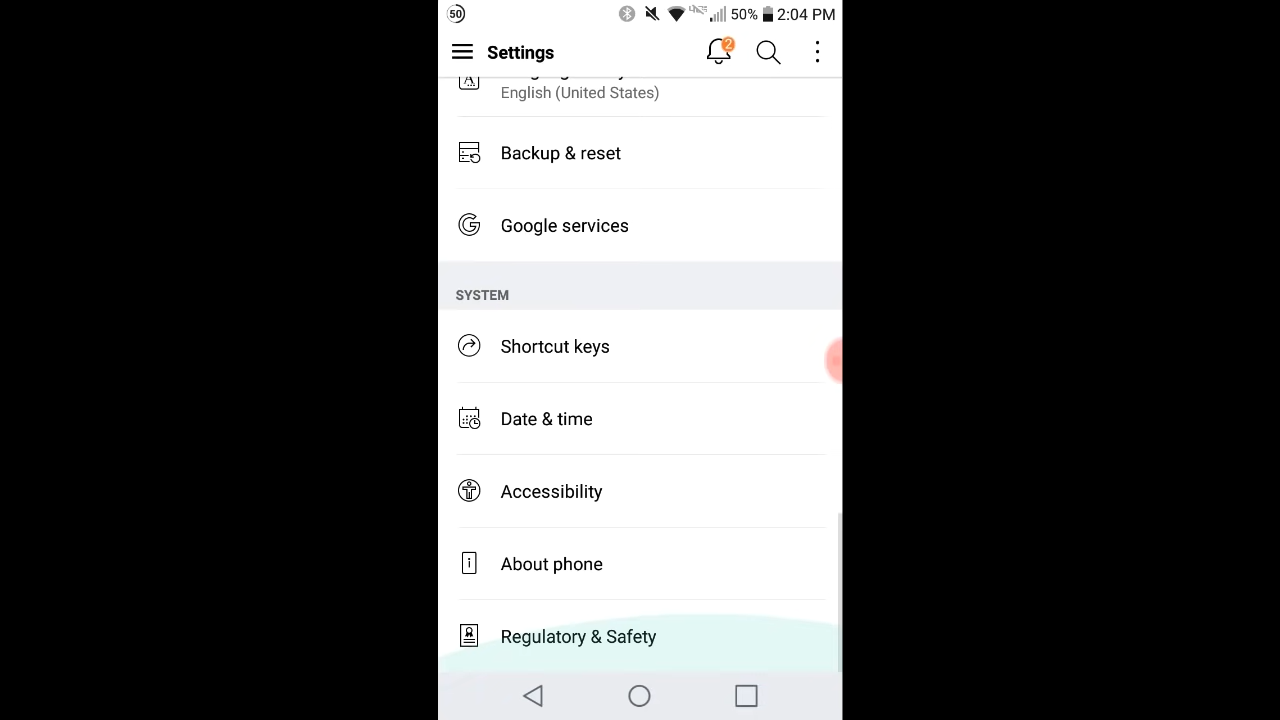 50
50% 2:04 PM
Settings
2
English (United States)
Backup & reset
Google services
SYSTEM
Shortcut keys
Date & time
Accessibility
About phone
Regulatory & Safety